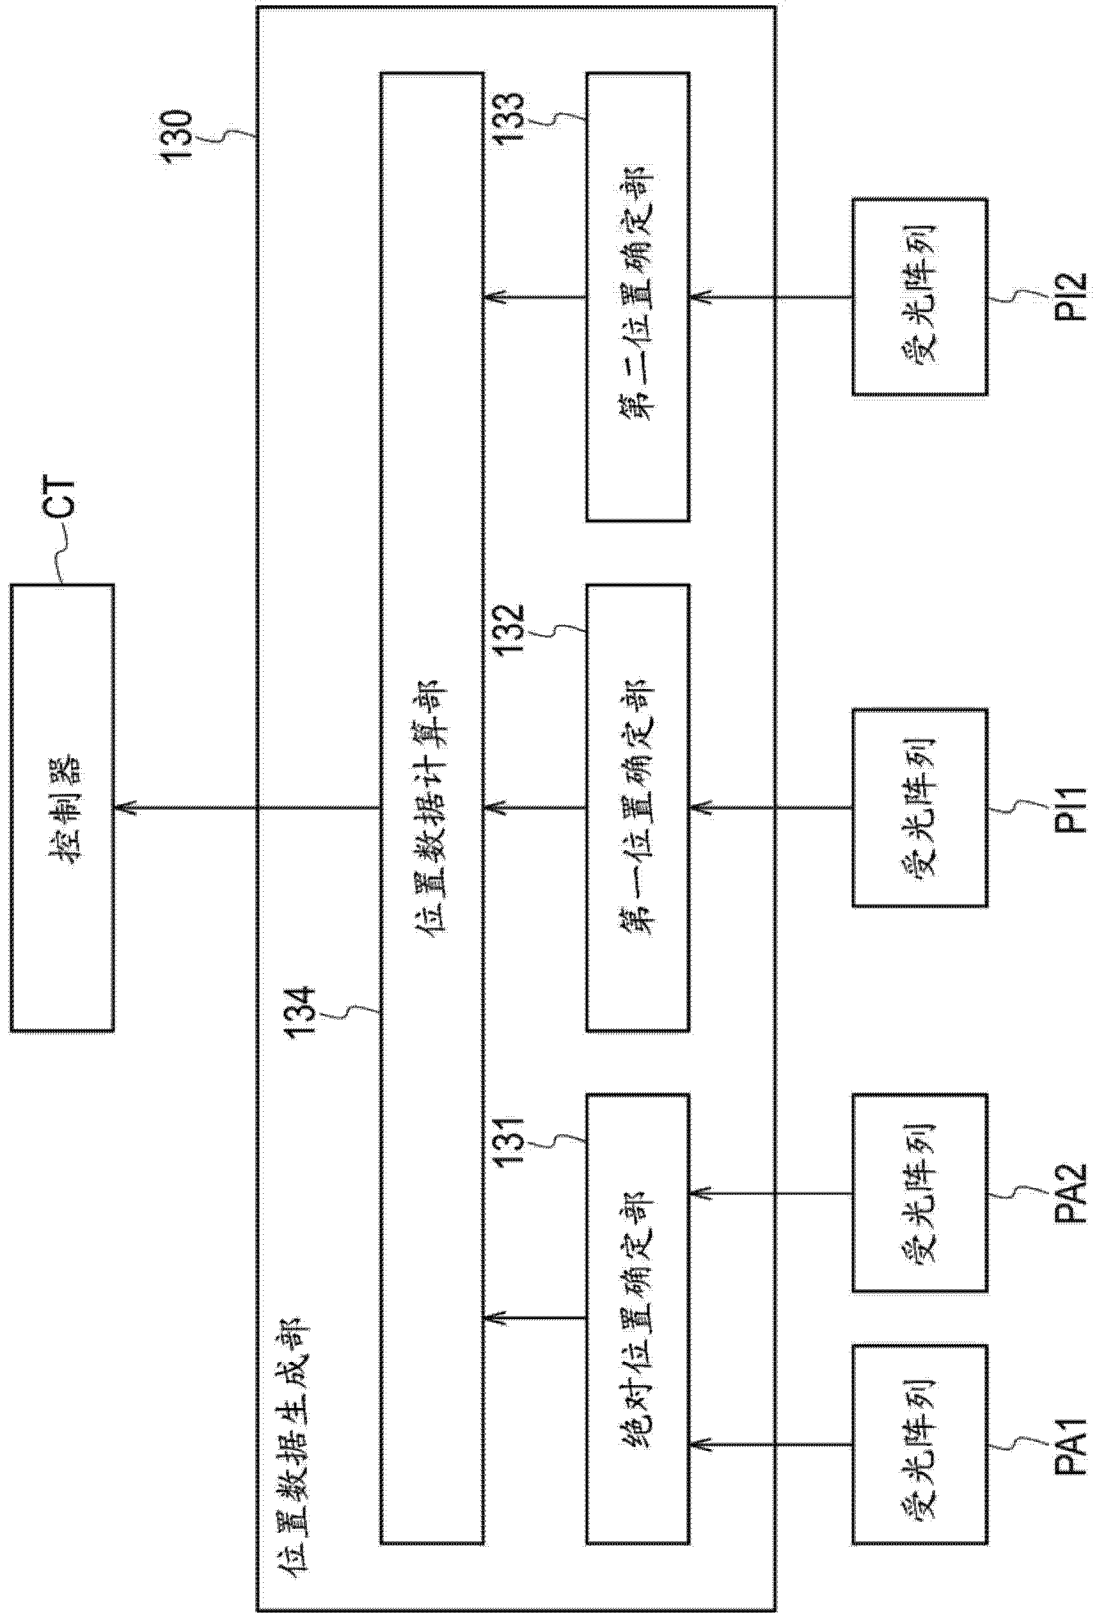 控制器
CT
130
位置数据生成部
134
位置数据计算部
131
绝对位置确定部
132
第一位置确定部
133
第二位置确定部
受光阵列
PA1
受光阵列
PA2
受光阵列
PI1
受光阵列
PI2